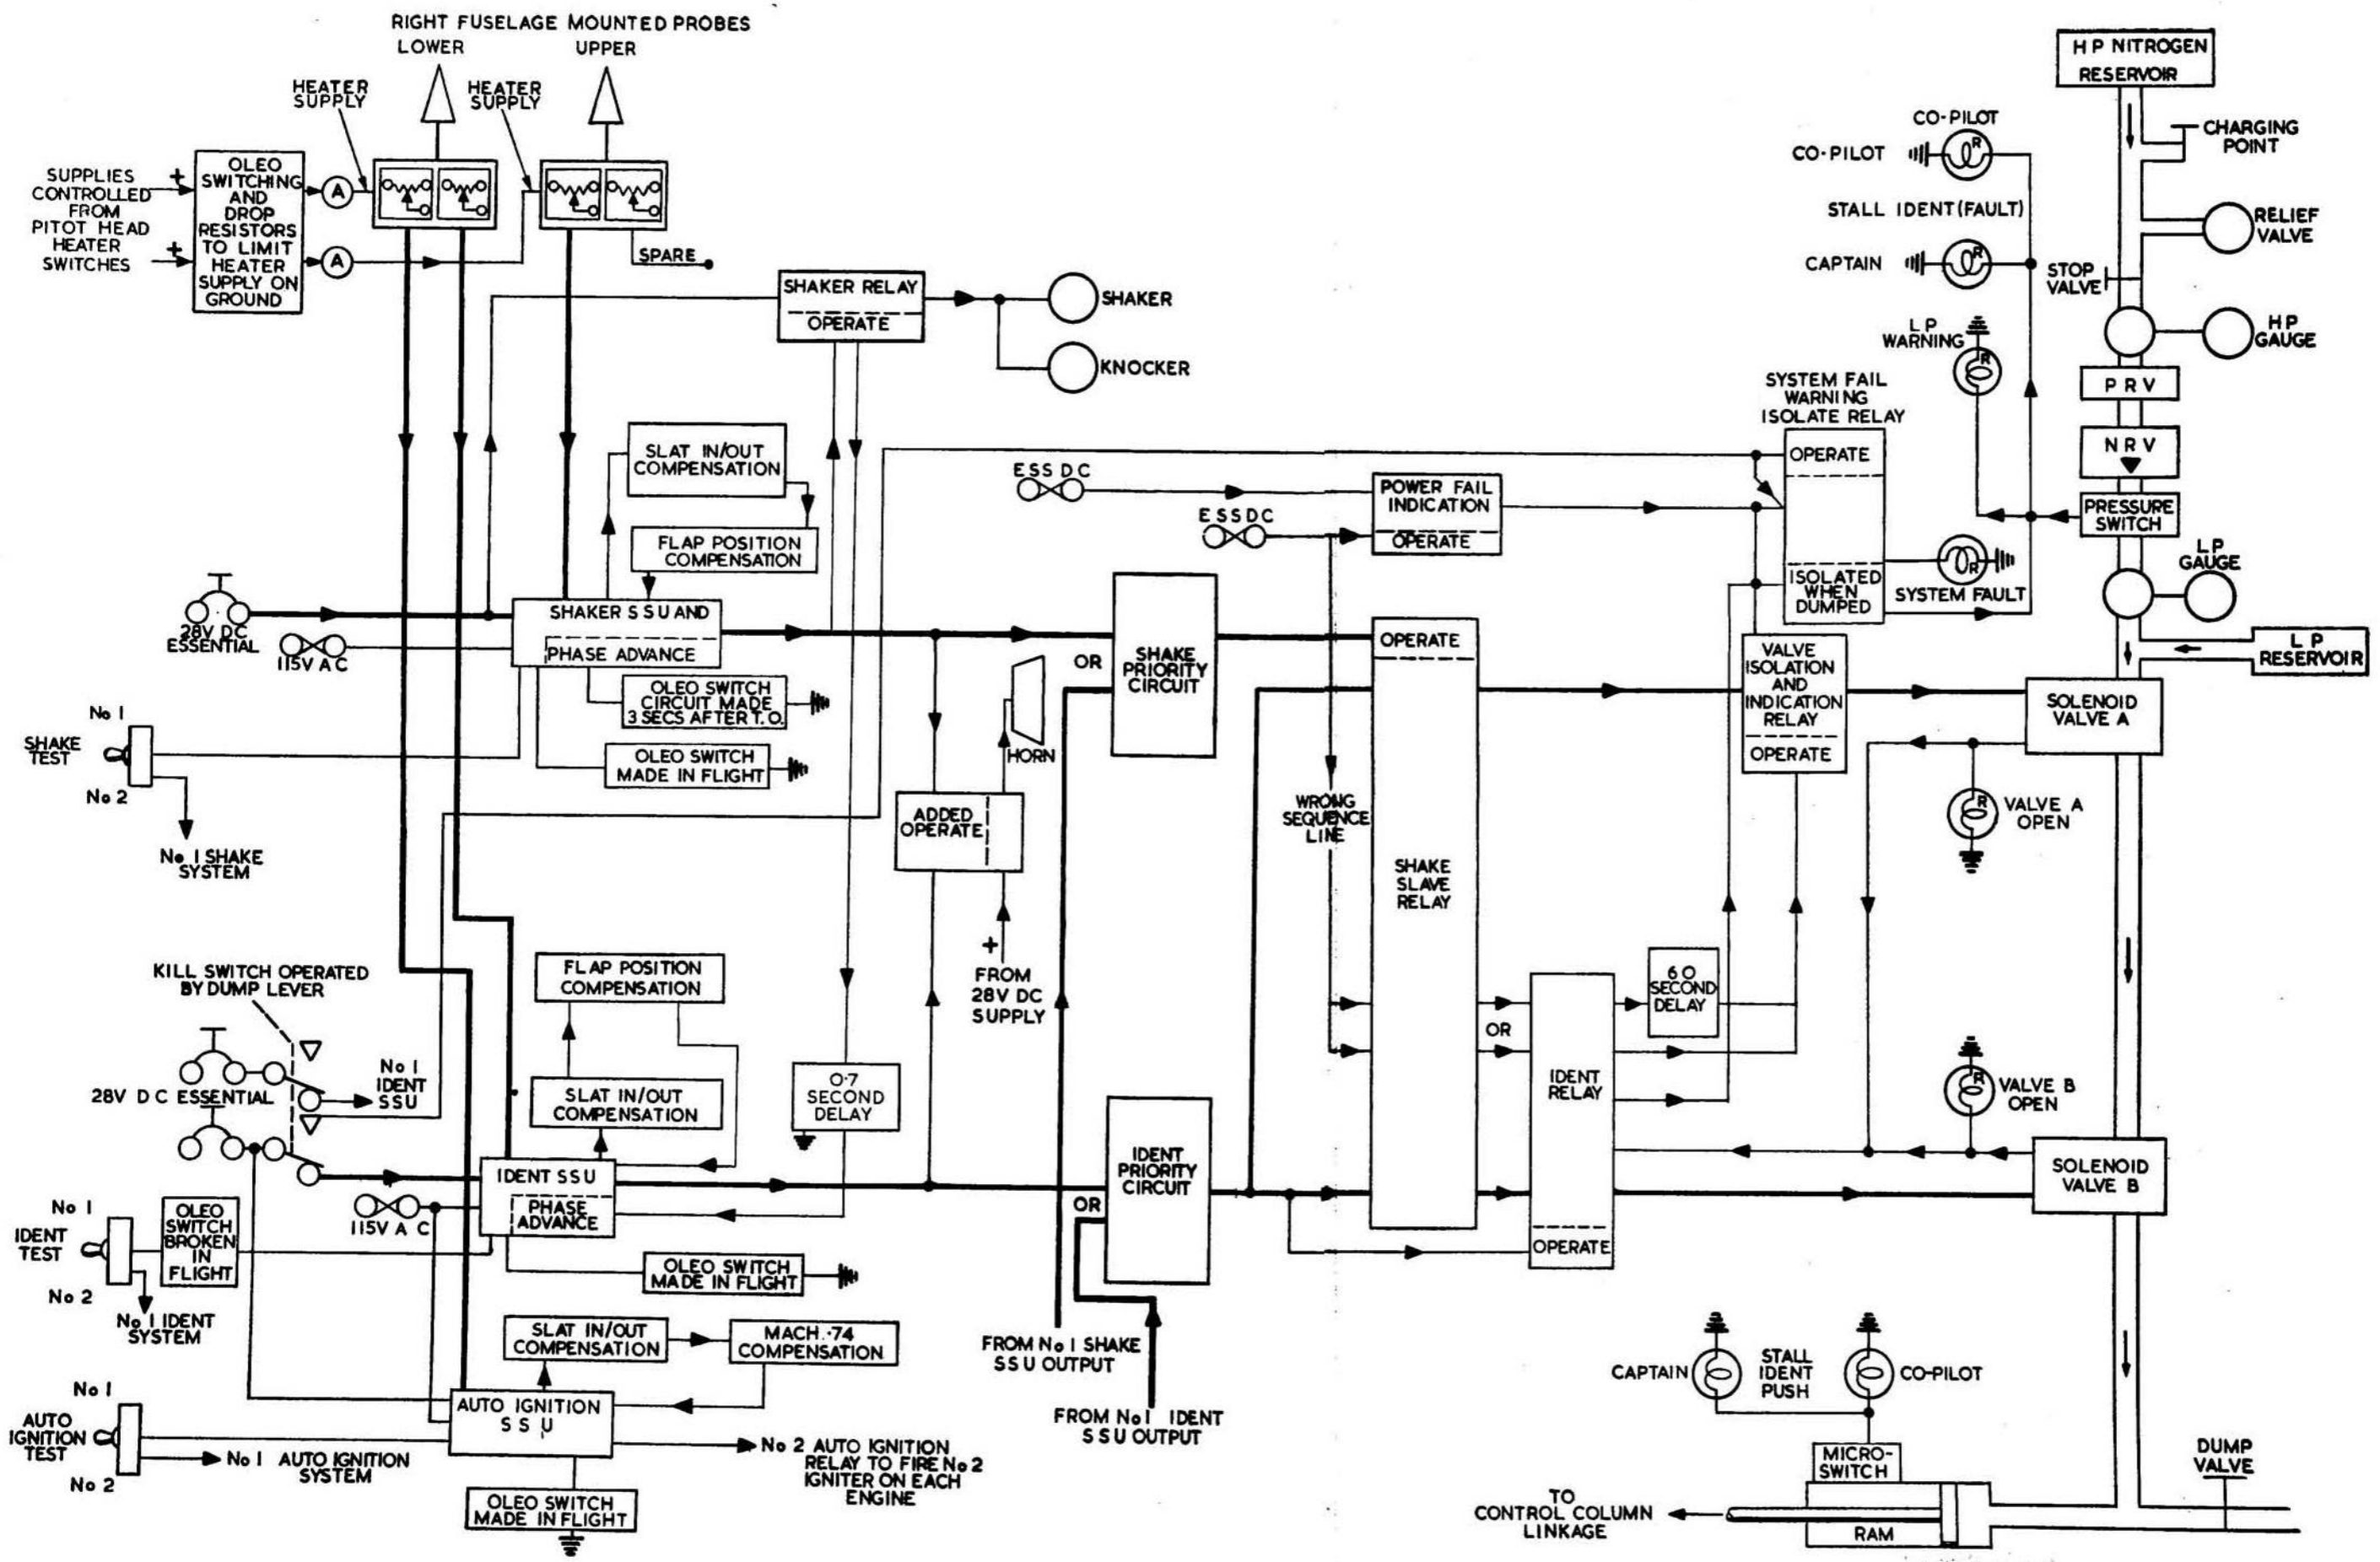 RIGHT FUSELAGE MOUNTED PROBES
LOWER
UPPER
HEATER
SUPPLY
HEATER
SUPPLY
SUPPLIES
CONTROLLED
FROM
PITOT HEAD
HEATER
SWITCHES
+
+
OLEO
SWITCHING
AND
DROP
RESISTORS
TO LIMIT
HEATER
SUPPLY ON
GROUND
A
A
SPARE
SHAKER RELAY
OPERATE
SHAKER
KNOCKER
SLAT IN/OUT
COMPENSATION
FLAP POSITION
COMPENSATION
28V DC
ESSENTIAL
115V A C
SHAKER S S U AND
PHASE ADVANCE
OLEO SWITCH
CIRCUIT MADE
3 SECS AFTER T.O.
OLEO SWITCH
MADE IN FLIGHT
No 1
SHAKE
TEST
No 2
No 1 SHAKE
SYSTEM
HORN
ADDED
OPERATE
+
FROM
28V DC
SUPPLY
KILL SWITCH OPERATED
BY DUMP LEVER
28V D C ESSENTIAL
No 1
IDENT
SSU
FLAP POSITION
COMPENSATION
SLAT IN/OUT
COMPENSATION
0·7
SECOND
DELAY
IDENT S S U
PHASE
ADVANCE
115V A C
No 1
IDENT
TEST
No 2
OLEO
SWITCH
BROKEN
IN
FLIGHT
No 1 IDENT
SYSTEM
OLEO SWITCH
MADE IN FLIGHT
SLAT IN/OUT
COMPENSATION
MACH.·74
COMPENSATION
No 1
AUTO
IGNITION
TEST
No 2
No 1 AUTO IGNITION
SYSTEM
AUTO IGNITION
S S U
No 2 AUTO IGNITION
RELAY TO FIRE No 2
IGNITER ON EACH
ENGINE
OLEO SWITCH
MADE IN FLIGHT
OR
SHAKE
PRIORITY
CIRCUIT
OR
IDENT
PRIORITY
CIRCUIT
FROM No 1 SHAKE
S S U OUTPUT
FROM No 1 IDENT
S S U OUTPUT
E S S D C
E S S D C
POWER FAIL
INDICATION
OPERATE
WRONG
SEQUENCE
LINE
OPERATE
SHAKE
SLAVE
RELAY
OR
IDENT
RELAY
OPERATE
60
SECOND
DELAY
SYSTEM FAIL
WARNING
ISOLATE RELAY
OPERATE
ISOLATED
WHEN
DUMPED
R
SYSTEM FAULT
VALVE
ISOLATION
AND
INDICATION
RELAY
OPERATE
CO-PILOT
CO-PILOT
R
STALL IDENT (FAULT)
CAPTAIN
R
L P
WARNING
R
H P NITROGEN
RESERVOIR
CHARGING
POINT
RELIEF
VALVE
STOP
VALVE
H P
GAUGE
P R V
N R V
PRESSURE
SWITCH
L P
GAUGE
L P
RESERVOIR
SOLENOID
VALVE A
R
VALVE A
OPEN
R
VALVE B
OPEN
SOLENOID
VALVE B
CAPTAIN
STALL
IDENT
PUSH
CO-PILOT
MICRO-
SWITCH
TO
CONTROL COLUMN
LINKAGE
RAM
DUMP
VALVE